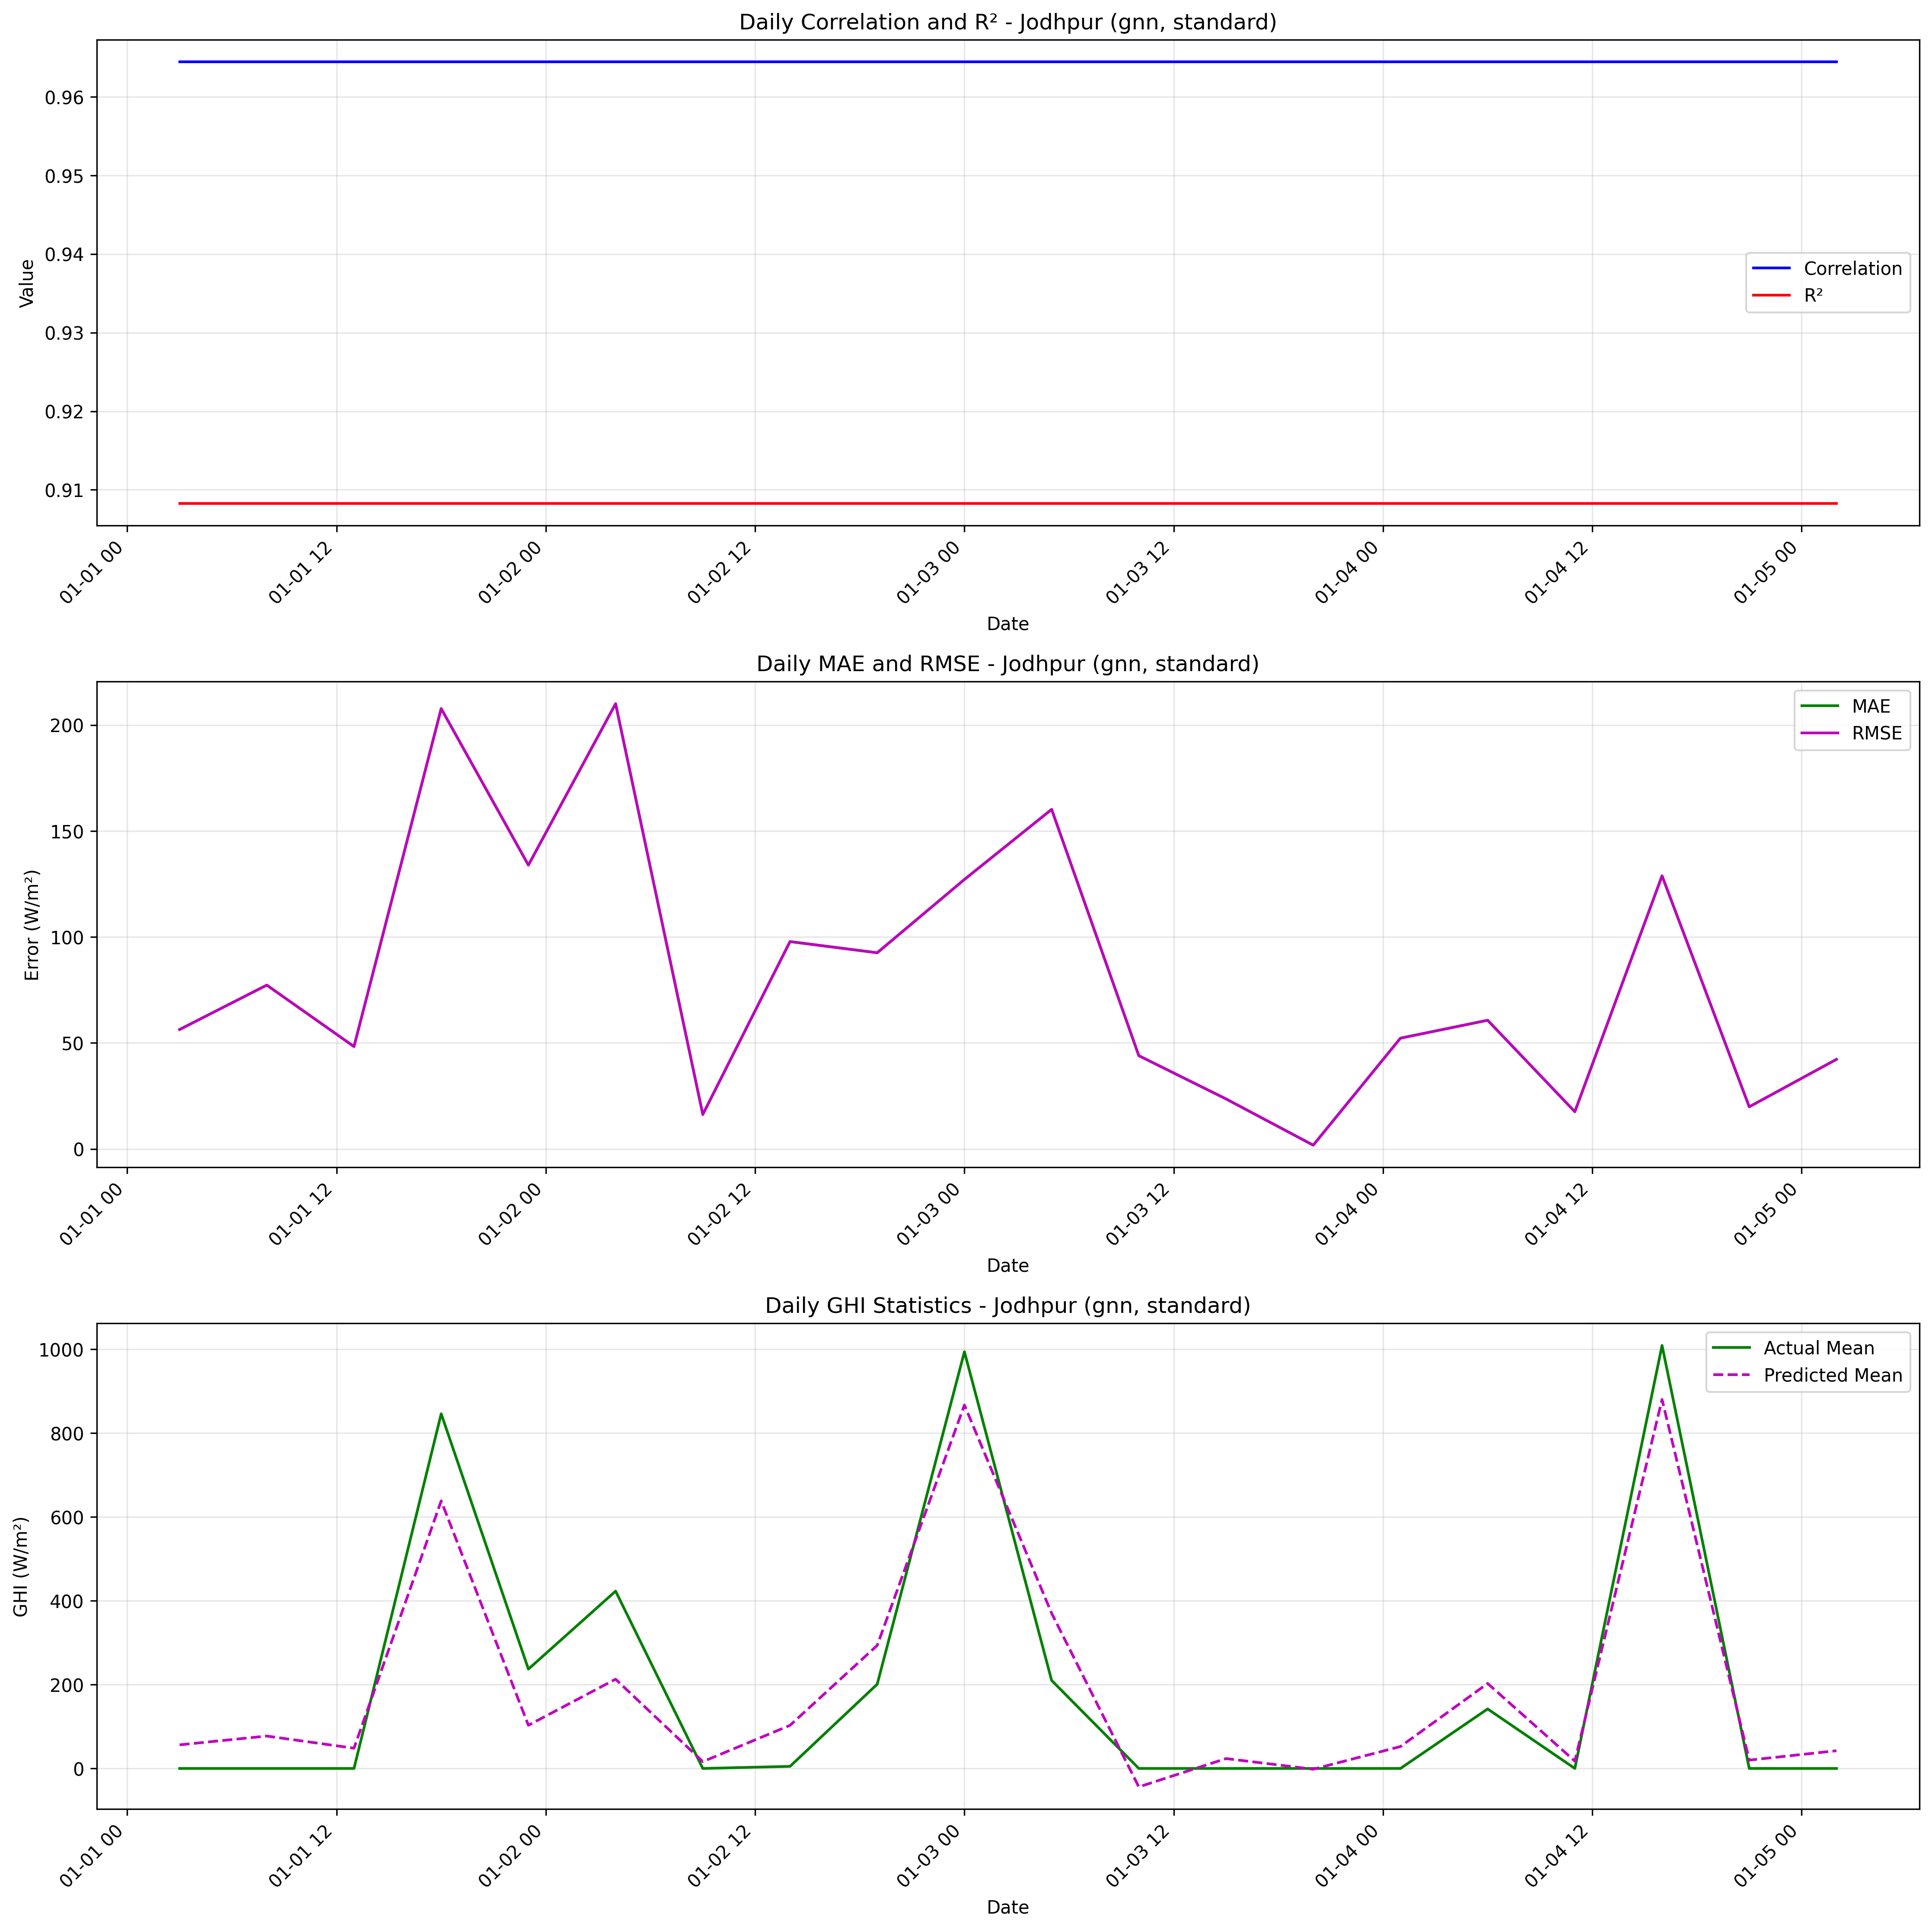 Daily Correlation and R² - Jodhpur (gnn, standard)
0.96
0.95
0.94
0.93
0.92
0.91
Value
Correlation
R²
01-01 00
01-01 12
01-02 00
01-02 12
01-03 00
01-03 12
01-04 00
01-04 12
01-05 00
Date
Daily MAE and RMSE - Jodhpur (gnn, standard)
200
150
100
50
0
Error (W/m²)
MAE
RMSE
01-01 00
01-01 12
01-02 00
01-02 12
01-03 00
01-03 12
01-04 00
01-04 12
01-05 00
Date
Daily GHI Statistics - Jodhpur (gnn, standard)
1000
800
600
400
200
0
GHI (W/m²)
Actual Mean
Predicted Mean
01-01 00
01-01 12
01-02 00
01-02 12
01-03 00
01-03 12
01-04 00
01-04 12
01-05 00
Date